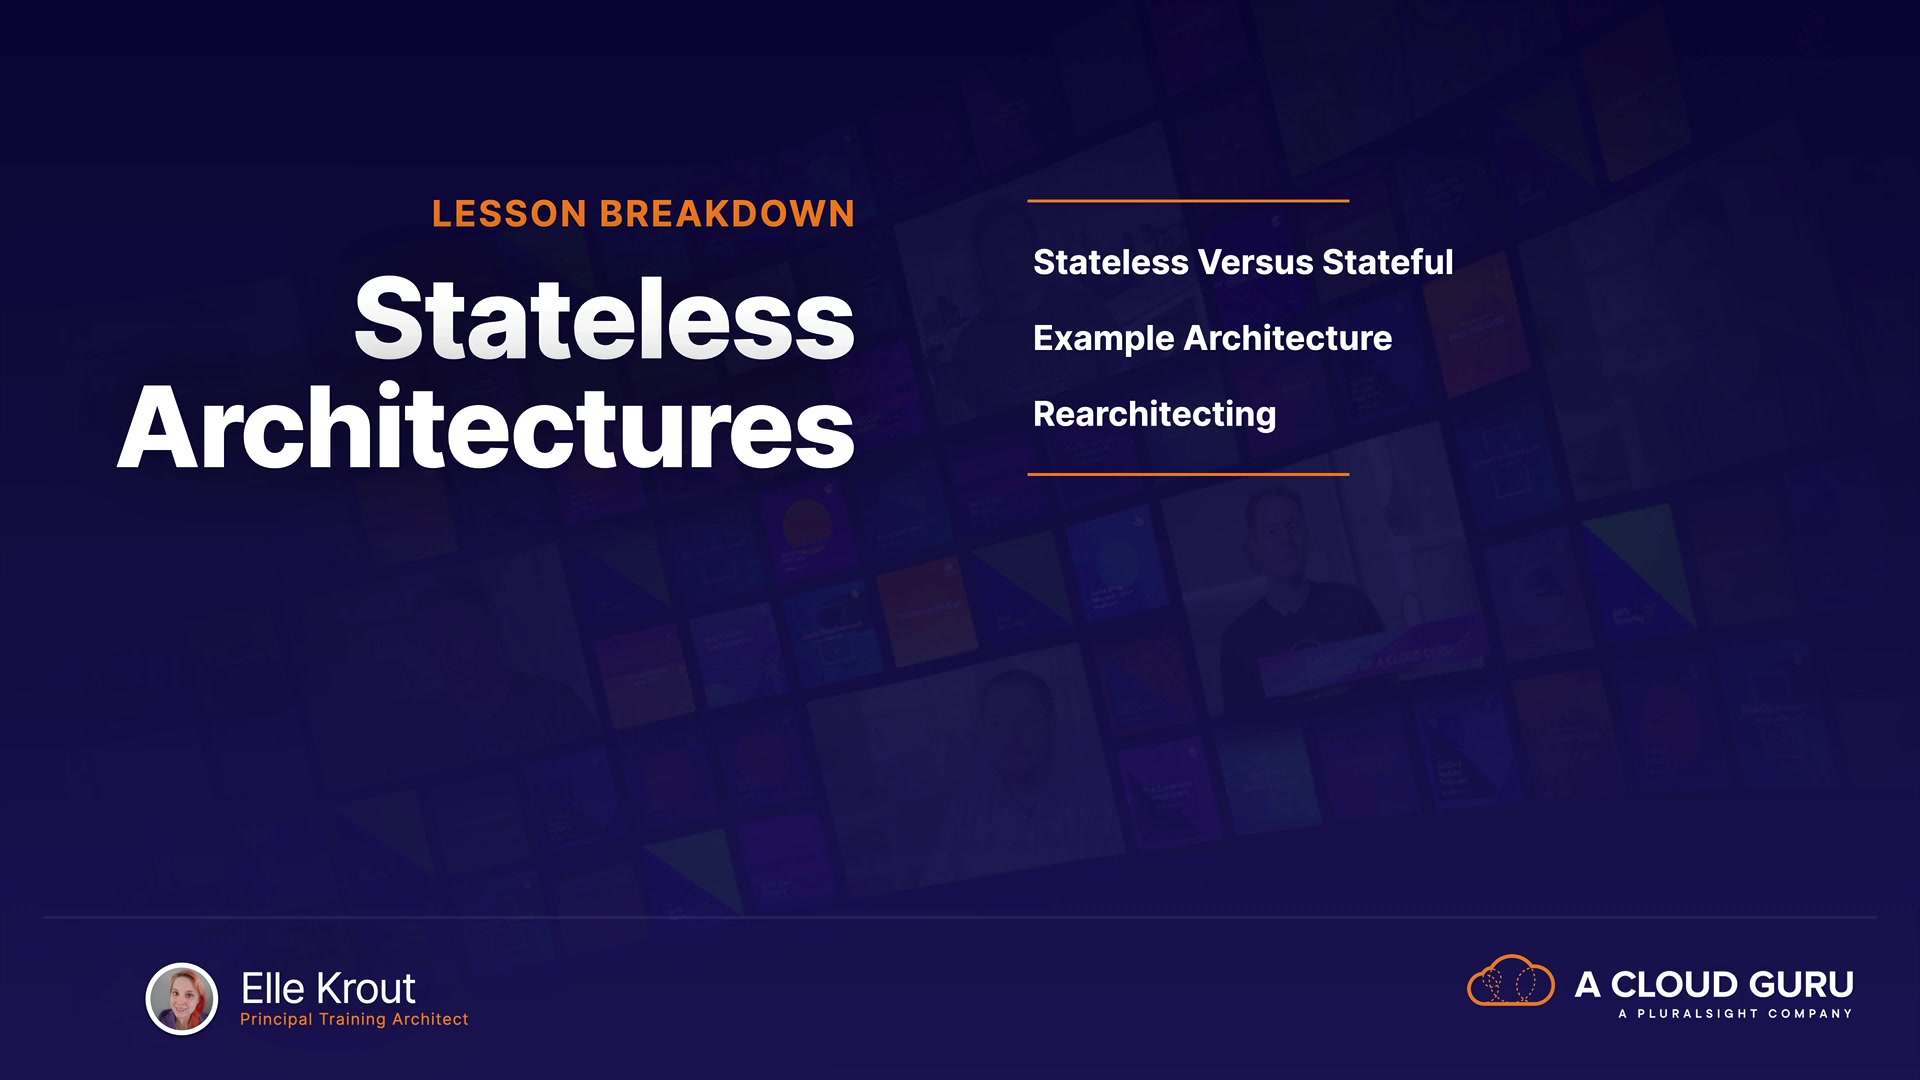 LESSON BREAKDOWN
Stateless
Architectures
Stateless Versus Stateful
Example Architecture
Rearchitecting
Elle Krout
Principal Training Architect
A CLOUD GURU
A PLURALSIGHT COMPANY